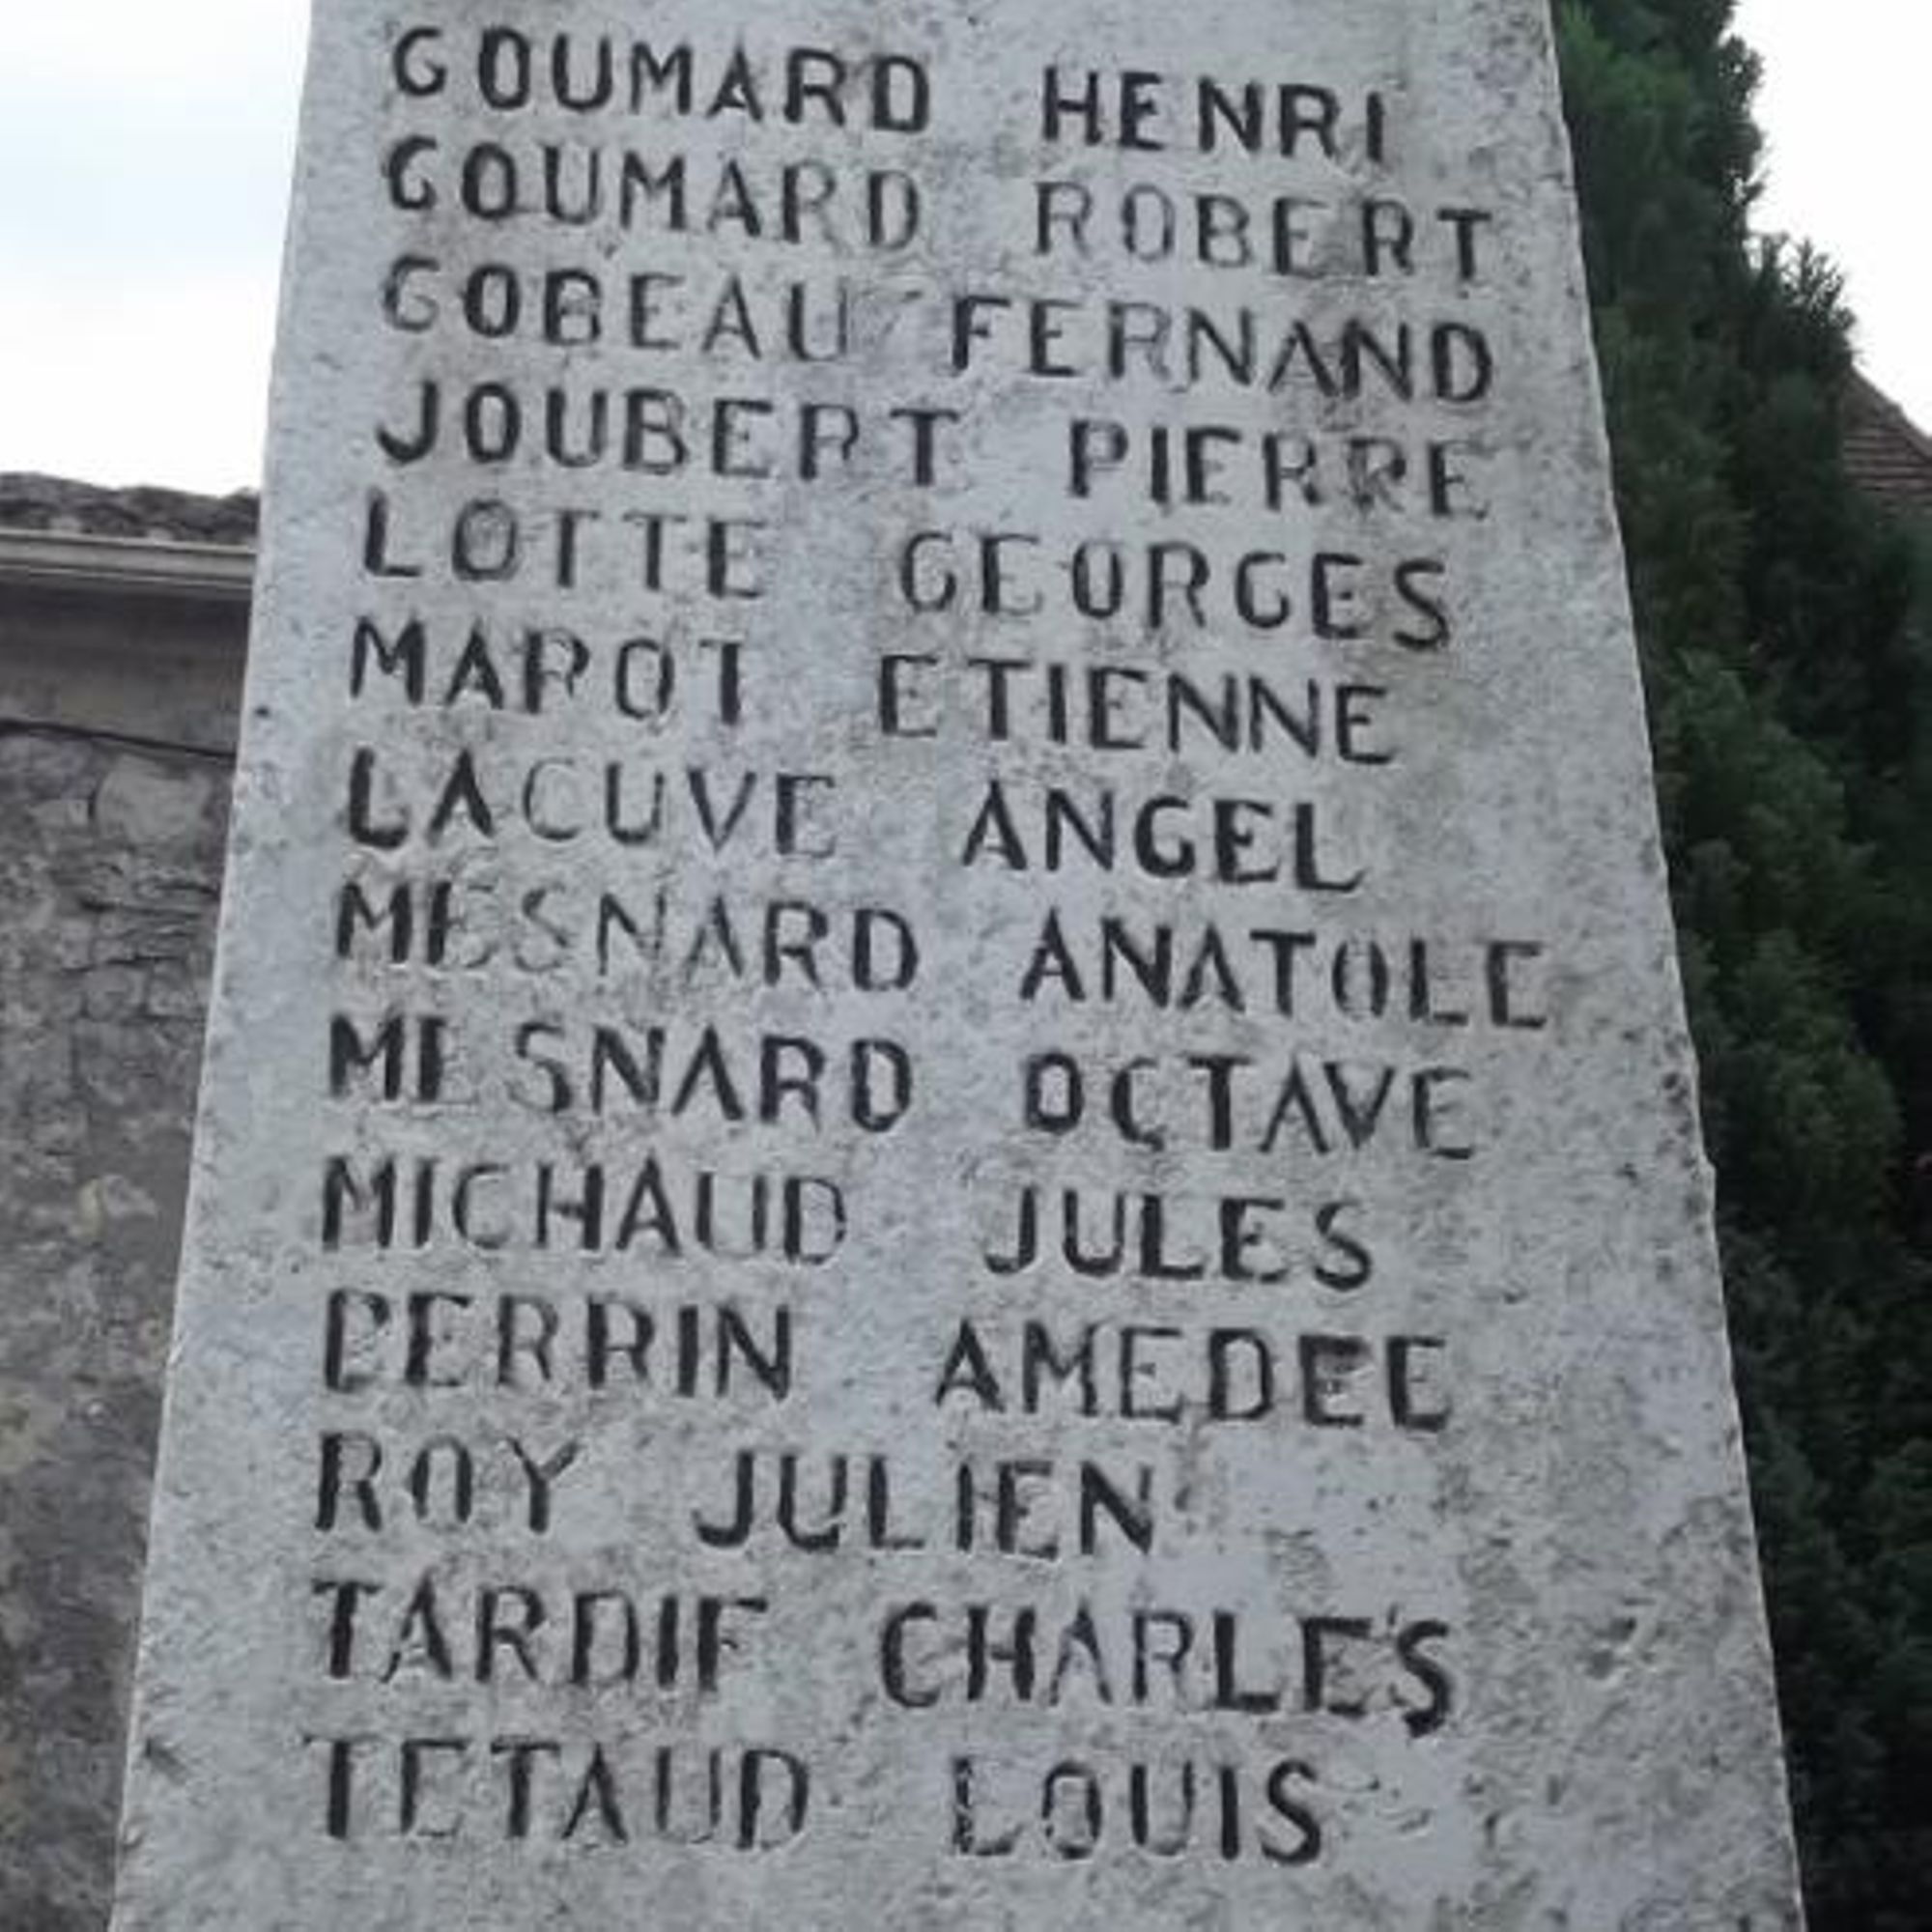 GOUMARD HENRI
GOUMARD ROBERT
GOBEAU FERNAND
JOUBERT PIERRE
LOTTE GEORGES
MAROT ETIENNE
LACUVE ANGEL
MESNARD ANATOLE
MESNARD OCTAVE
MICHAUD JULES
PERRIN AMEDEE
ROY JULIEN
TARDIF CHARLES
TETAUD LOUIS